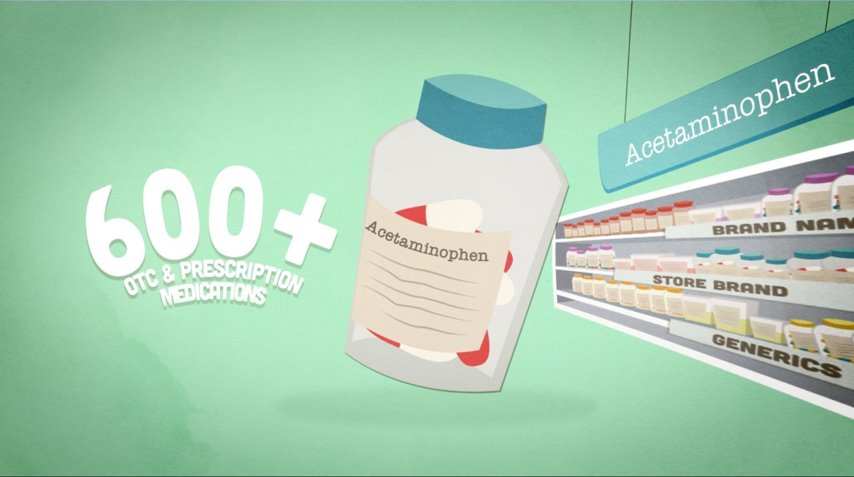 600+
OTC & PRESCRIPTION
MEDICATIONS
Acetaminophen
Acetaminophen
BRAND NAM
STORE BRAND
GENERICS